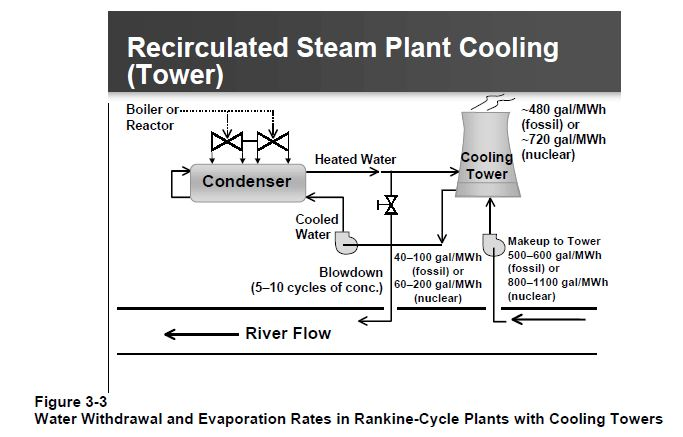 Recirculated Steam Plant Cooling
(Tower)
Boiler or
Reactor
~480 gal/MWh
(fossil) or
~720 gal/MWh
(nuclear)
Heated Water
Cooling
Tower
Condenser
Cooled
Water
Makeup to Tower
500–600 gal/MWh
(fossil) or
800–1100 gal/MWh
(nuclear)
Blowdown
(5–10 cycles of conc.)
40–100 gal/MWh
(fossil) or
60–200 gal/MWh
(nuclear)
River Flow
Figure 3-3
Water Withdrawal and Evaporation Rates in Rankine-Cycle Plants with Cooling Towers